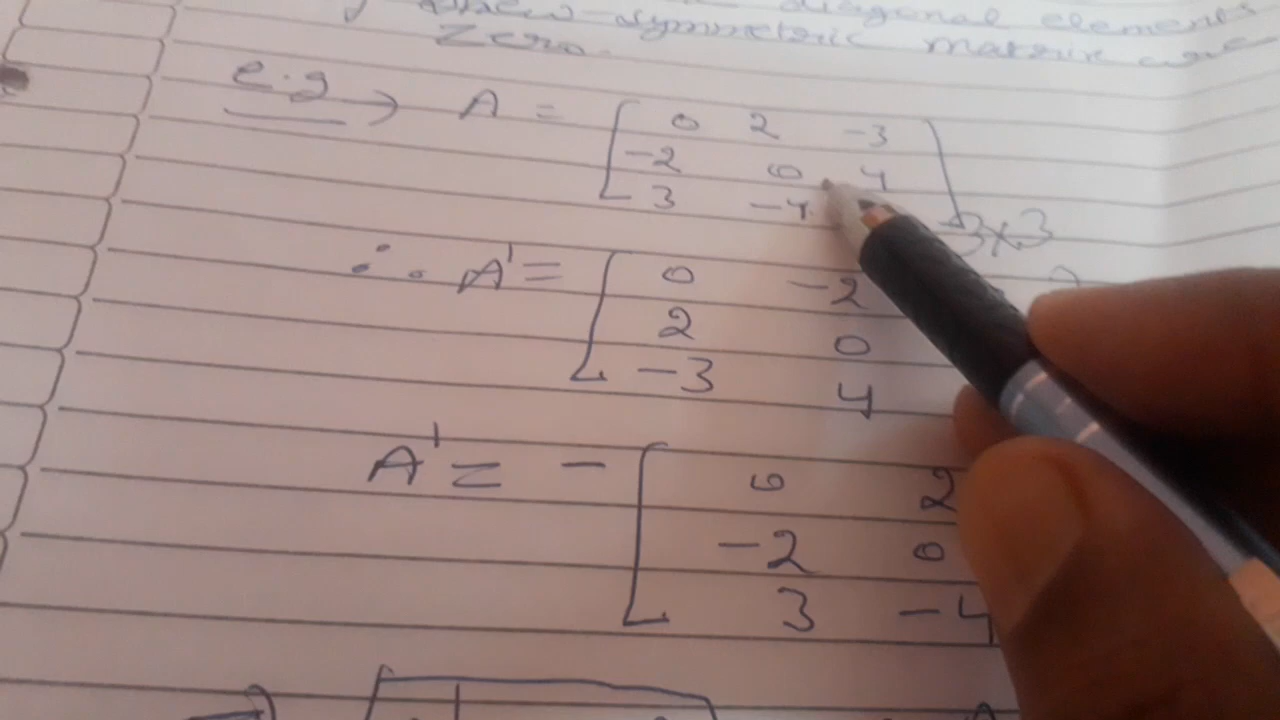 diagonal elements
skew-symmetric matrix are
zero.
e.g → A = [ 0 2 -3
-2 0 4
3 -4 ] 3×3
∴ A' = [ 0 -2
2 0
-3 4
A' = - [ 0 2
-2 0
3 -4